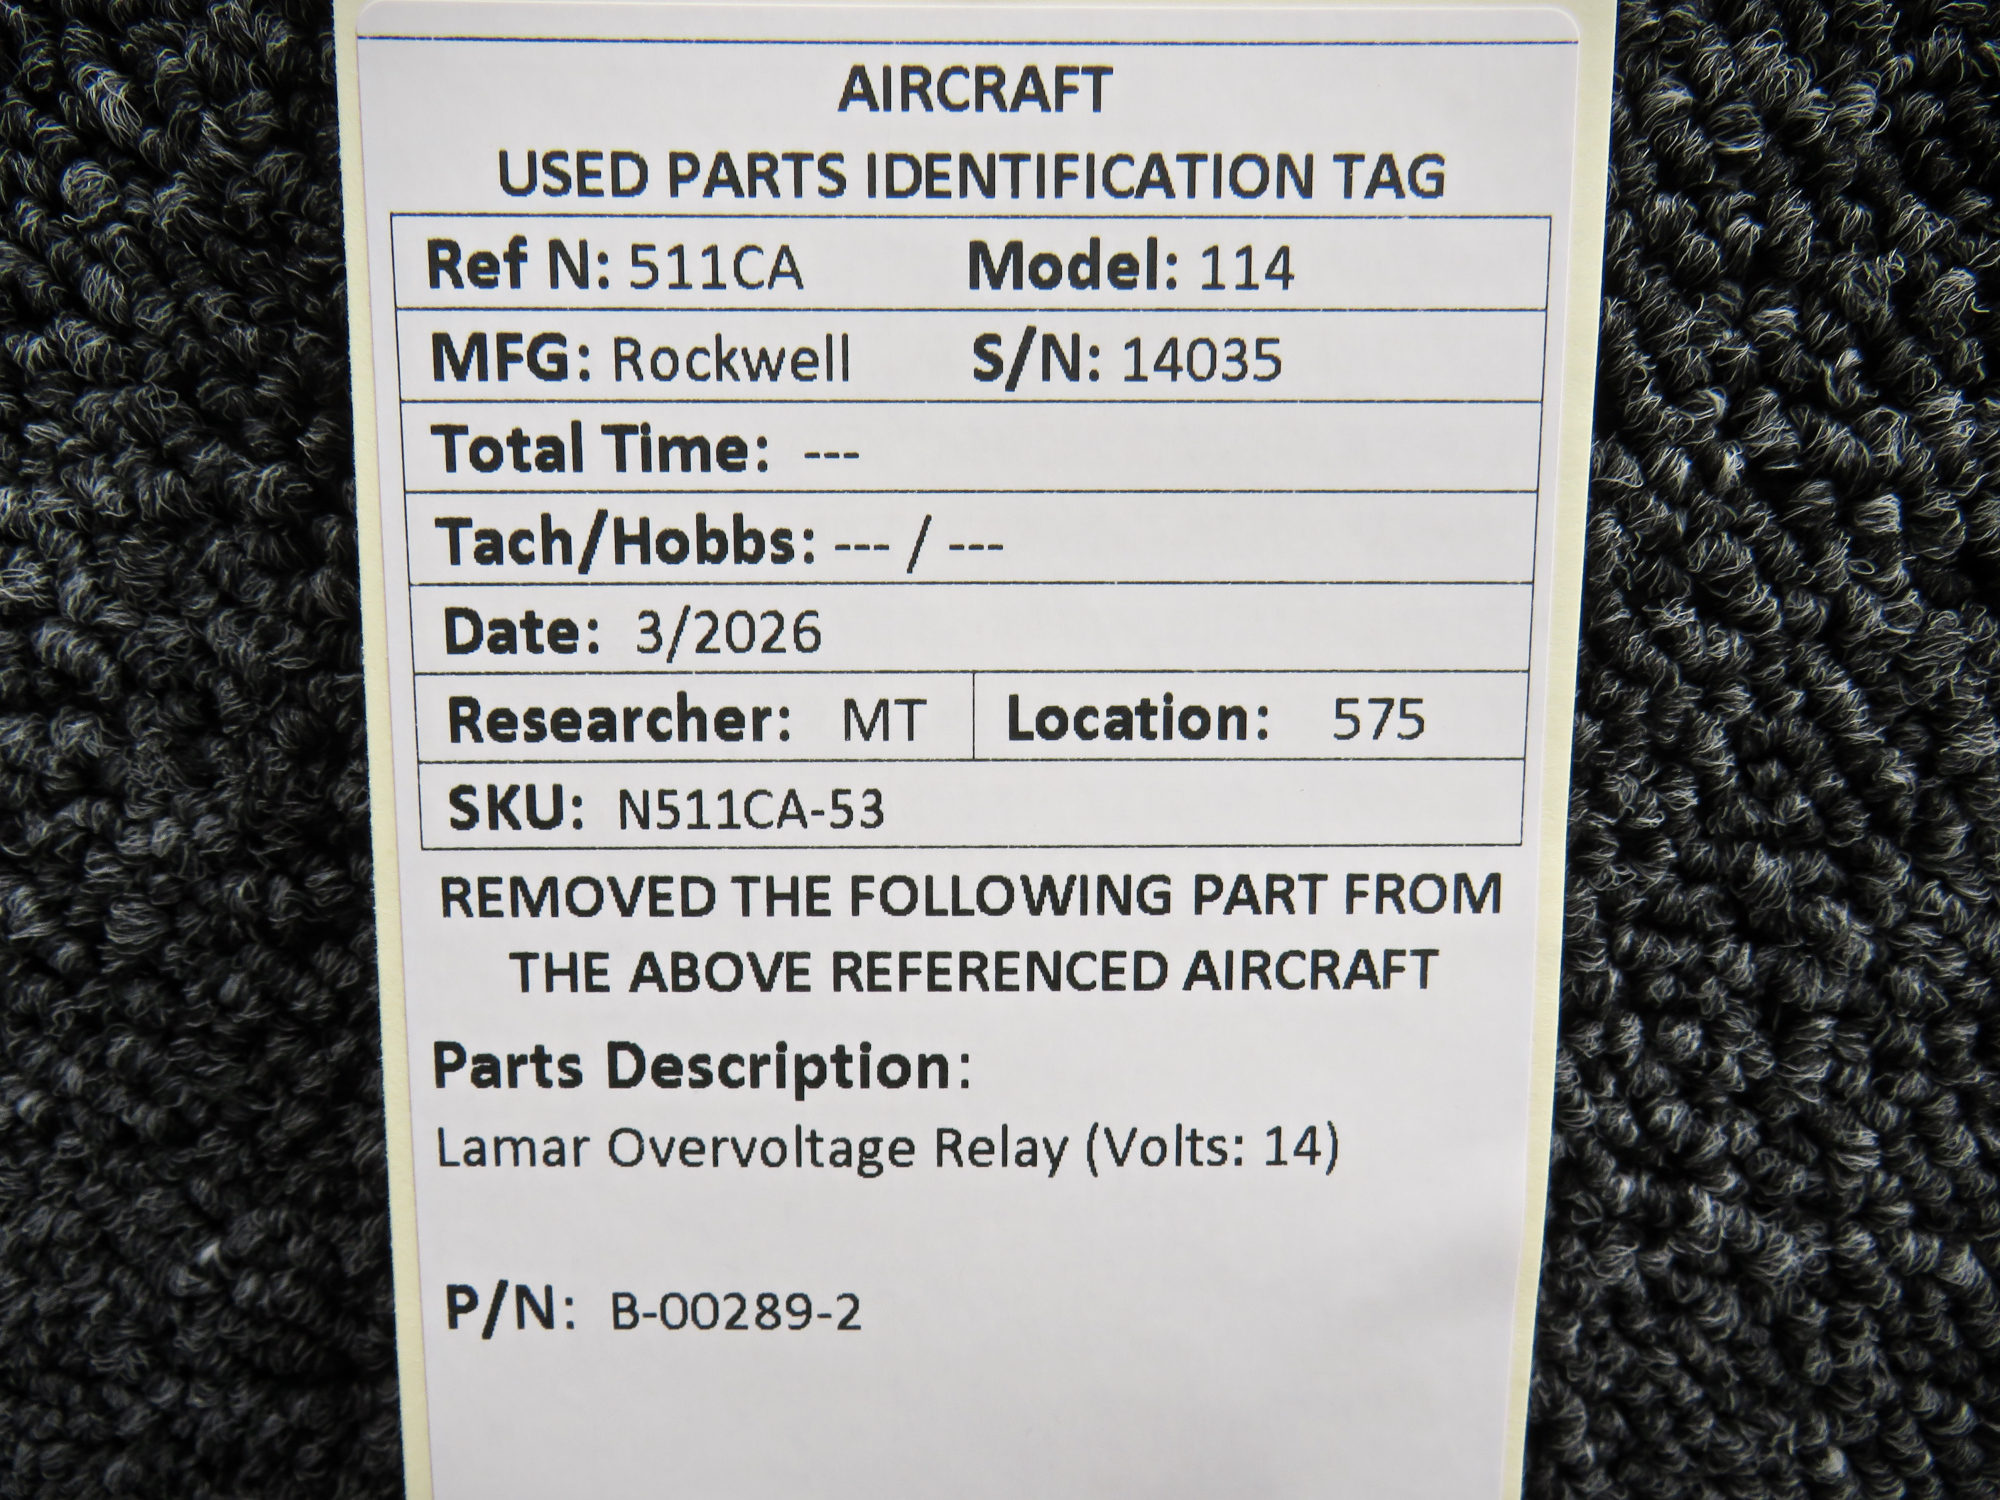 AIRCRAFT
USED PARTS IDENTIFICATION TAG
Ref N: 511CA Model: 114
MFG: Rockwell S/N: 14035
Total Time: ---
Tach/Hobbs: --- / ---
Date: 3/2026
Researcher: MT Location: 575
SKU: N511CA-53
REMOVED THE FOLLOWING PART FROM
THE ABOVE REFERENCED AIRCRAFT
Parts Description:
Lamar Overvoltage Relay (Volts: 14)
P/N: B-00289-2